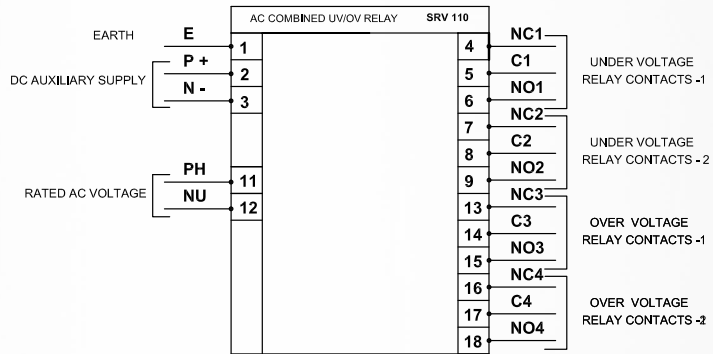 AC COMBINED UV/OV RELAY SRV 110
EARTH E 1
DC AUXILIARY SUPPLY
P + 2
N - 3
RATED AC VOLTAGE
PH 11
NU 12
4 NC1
5 C1
6 NO1
UNDER VOLTAGE
RELAY CONTACTS -1
7 NC2
8 C2
9 NO2
UNDER VOLTAGE
RELAY CONTACTS - 2
13 NC3
14 C3
15 NO3
OVER VOLTAGE
RELAY CONTACTS -1
16 NC4
17 C4
18 NO4
OVER VOLTAGE
RELAY CONTACTS -2